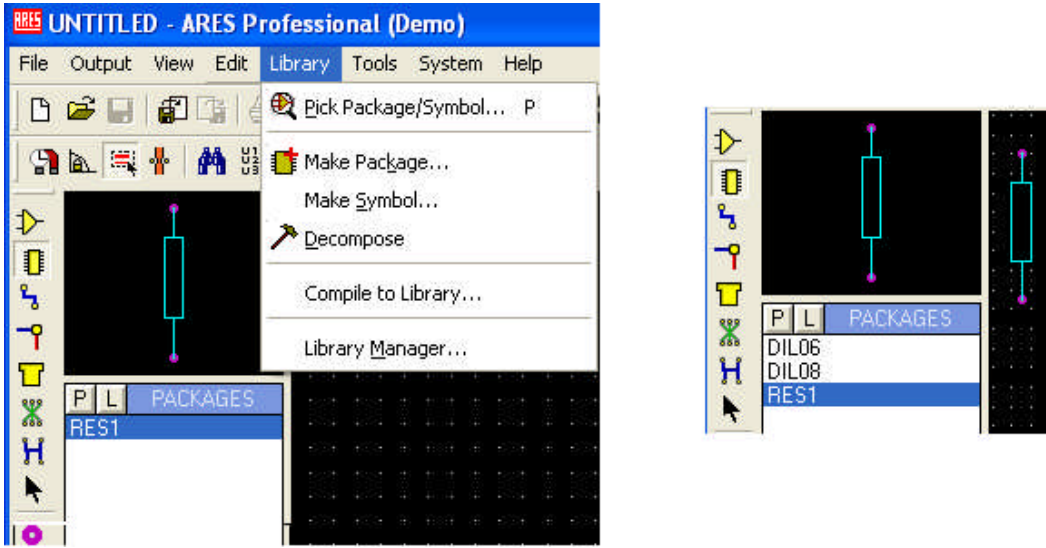 ARES UNTITLED - ARES Professional (Demo)
File Output View Edit Library Tools System Help
Pick Package/Symbol... P
Make Package...
Make Symbol...
Decompose
Compile to Library...
Library Manager...
P L PACKAGES
RES1
P L PACKAGES
DIL06
DIL08
RES1